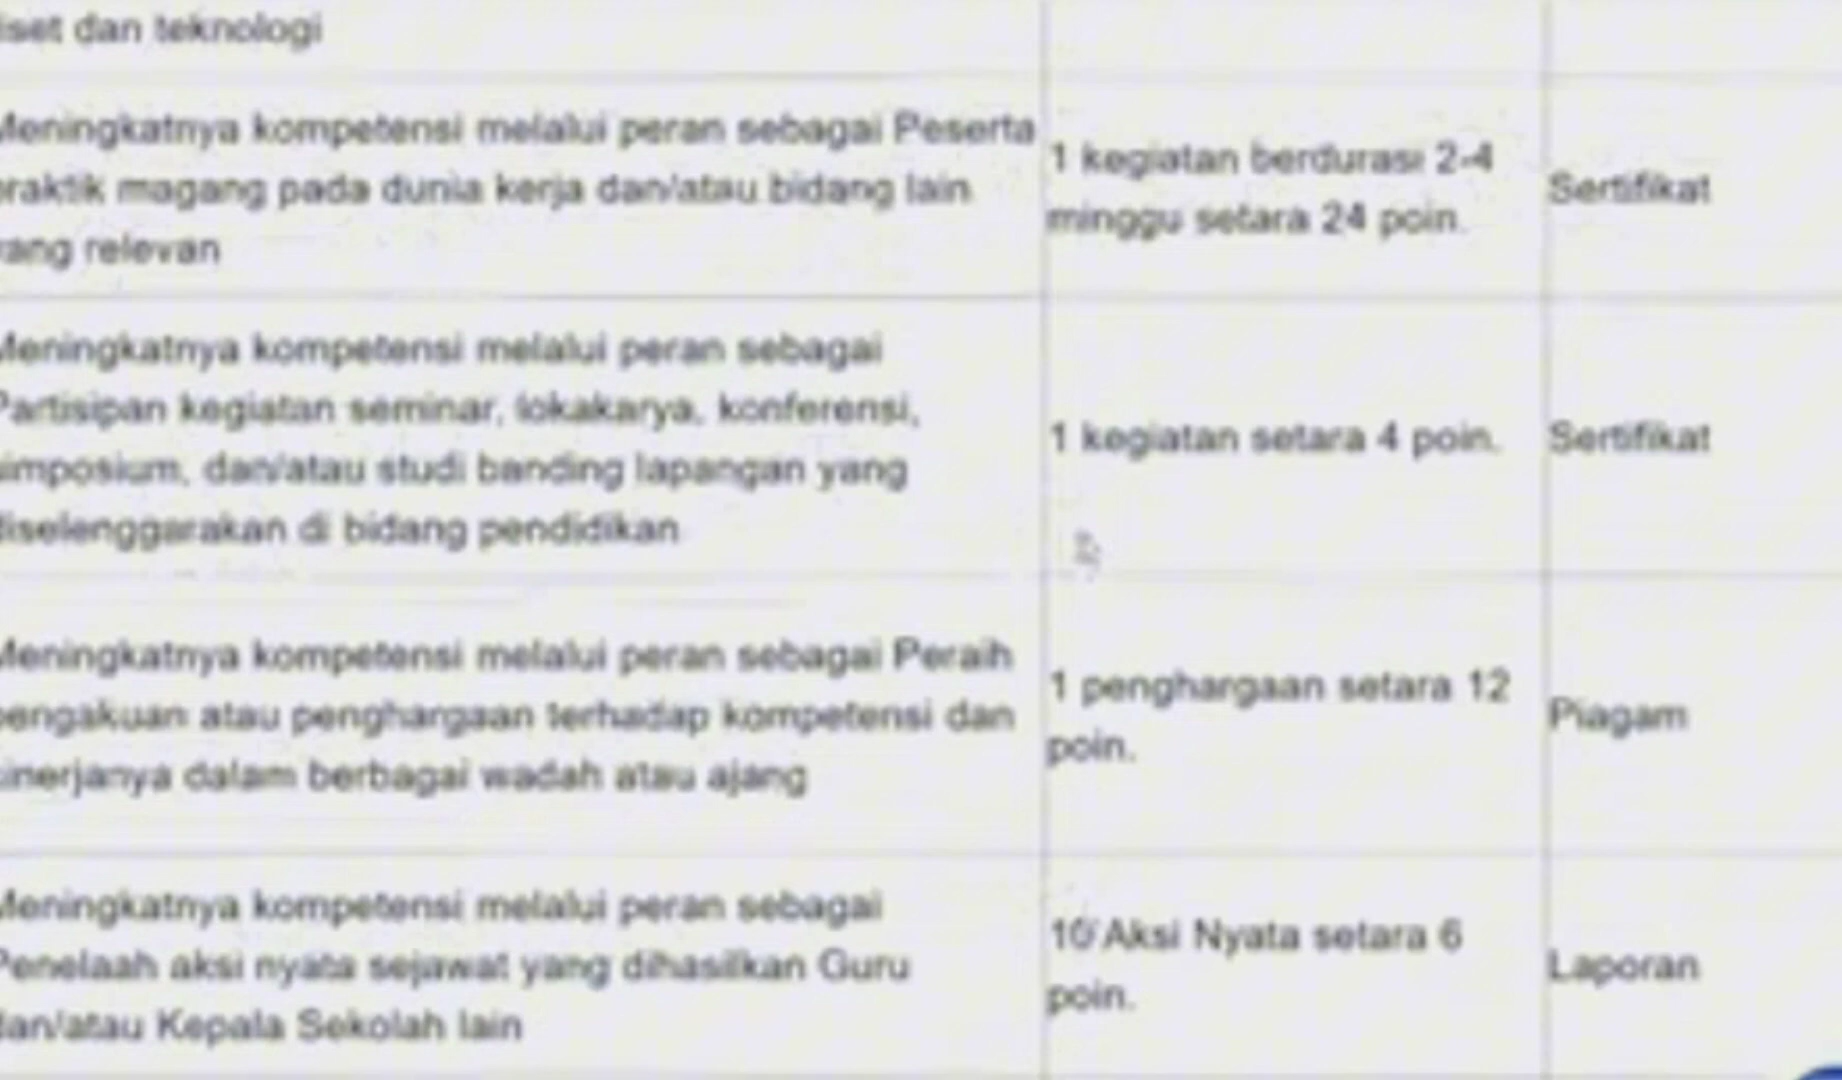 iset dan teknologi
Meningkatnya kompetensi melalui peran sebagai Peserta
praktik magang pada dunia kerja dan/atau bidang lain
yang relevan
1 kegiatan berdurasi 2-4
minggu setara 24 poin.
Sertifikat
Meningkatnya kompetensi melalui peran sebagai
Partisipan kegiatan seminar, lokakarya, konferensi,
simposium, dan/atau studi banding lapangan yang
diselenggarakan di bidang pendidikan
1 kegiatan setara 4 poin.
Sertifikat
Meningkatnya kompetensi melalui peran sebagai Peraih
pengakuan atau penghargaan terhadap kompetensi dan
kinerjanya dalam berbagai wadah atau ajang
1 penghargaan setara 12
poin.
Piagam
Meningkatnya kompetensi melalui peran sebagai
Penelaah aksi nyata sejawat yang dihasilkan Guru
dan/atau Kepala Sekolah lain
10 Aksi Nyata setara 6
poin.
Laporan